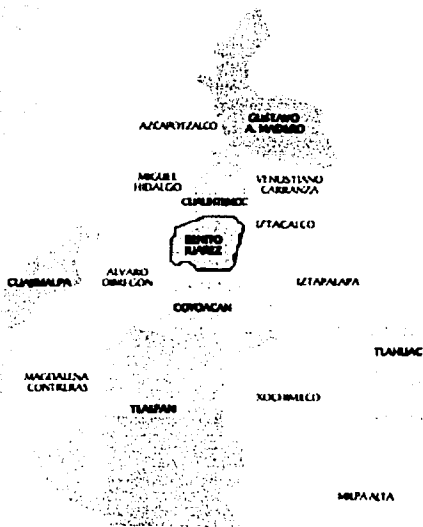 AZCAPOTZALCO
GUSTAVO
A. MADERO
MIGUEL
HIDALGO
VENUSTIANO
CARRANZA
CUAUHTEMOC
IZTACALCO
BENITO
JUAREZ
CUAJIMALPA
ALVARO
OBREGON
IZTAPALAPA
COYOACAN
TLAHUAC
MAGDALENA
CONTRERAS
TLALPAN
XOCHIMILCO
MILPA ALTA